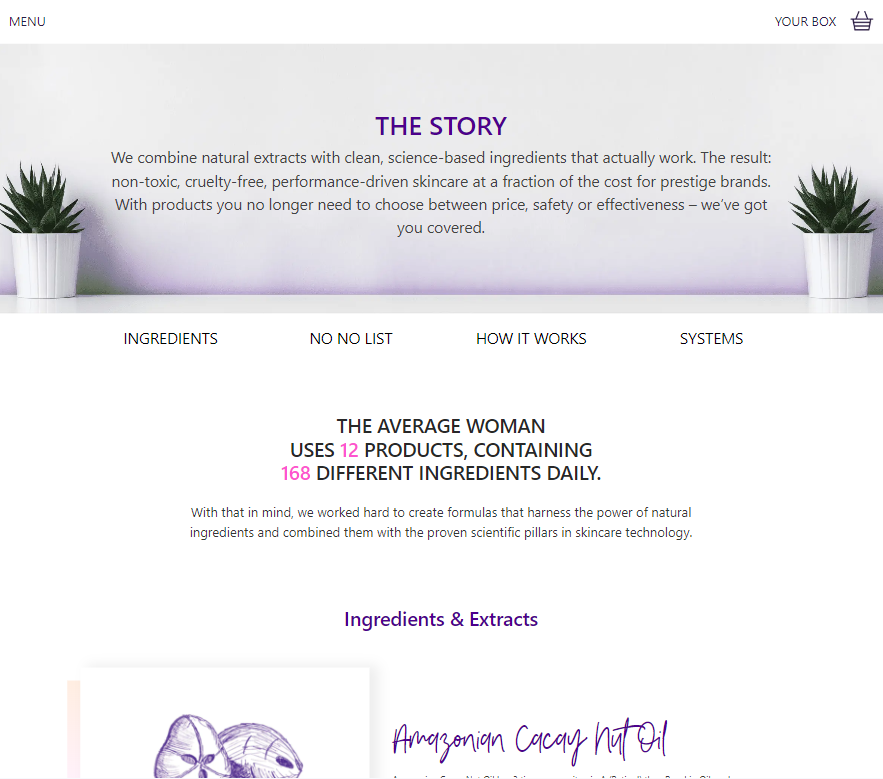 MENU
YOUR BOX
THE STORY
We combine natural extracts with clean, science-based ingredients that actually work. The result:
non-toxic, cruelty-free, performance-driven skincare at a fraction of the cost for prestige brands.
With products you no longer need to choose between price, safety or effectiveness – we’ve got
you covered.
INGREDIENTS
NO NO LIST
HOW IT WORKS
SYSTEMS
THE AVERAGE WOMAN
USES 12 PRODUCTS, CONTAINING
168 DIFFERENT INGREDIENTS DAILY.
With that in mind, we worked hard to create formulas that harness the power of natural
ingredients and combined them with the proven scientific pillars in skincare technology.
Ingredients & Extracts
Amazonian Cacay Nut Oil